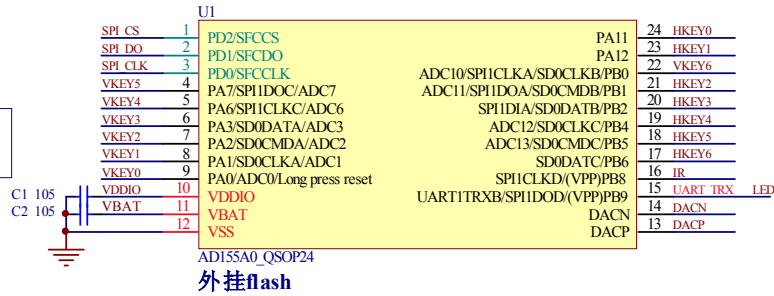 U1
SPI_CS 1 PD2/SFCCS PA11 24 HKEY0
SPI_DO 2 PD1/SFCDO PA12 23 HKEY1
SPI_CLK 3 PD0/SFCCLK ADC10/SPI1CLKA/SD0CLKB/PB0 22 VKEY6
VKEY5 4 PA7/SPI1DOC/ADC7 ADC11/SPI1DOA/SD0CMDB/PB1 21 HKEY2
VKEY4 5 PA6/SPI1CLKC/ADC6 SPI1DIA/SD0DATB/PB2 20 HKEY3
VKEY3 6 PA3/SD0DATA/ADC3 ADC12/SD0CLKC/PB4 19 HKEY4
VKEY2 7 PA2/SD0CMDA/ADC2 ADC13/SD0CMDC/PB5 18 HKEY5
VKEY1 8 PA1/SD0CLKA/ADC1 SD0DATC/PB6 17 HKEY6
VKEY0 9 PA0/ADC0/Long press reset SPI1CLKD/(VPP)PB8 16 IR
C1 105 VDDIO 10 VDDIO UART1TRXB/SPI1DOD/(VPP)PB9 15 UART_TRX LED
C2 105 VBAT 11 VBAT DACN 14 DACN
12 VSS DACP 13 DACP
AD155A0_QSOP24
外挂flash